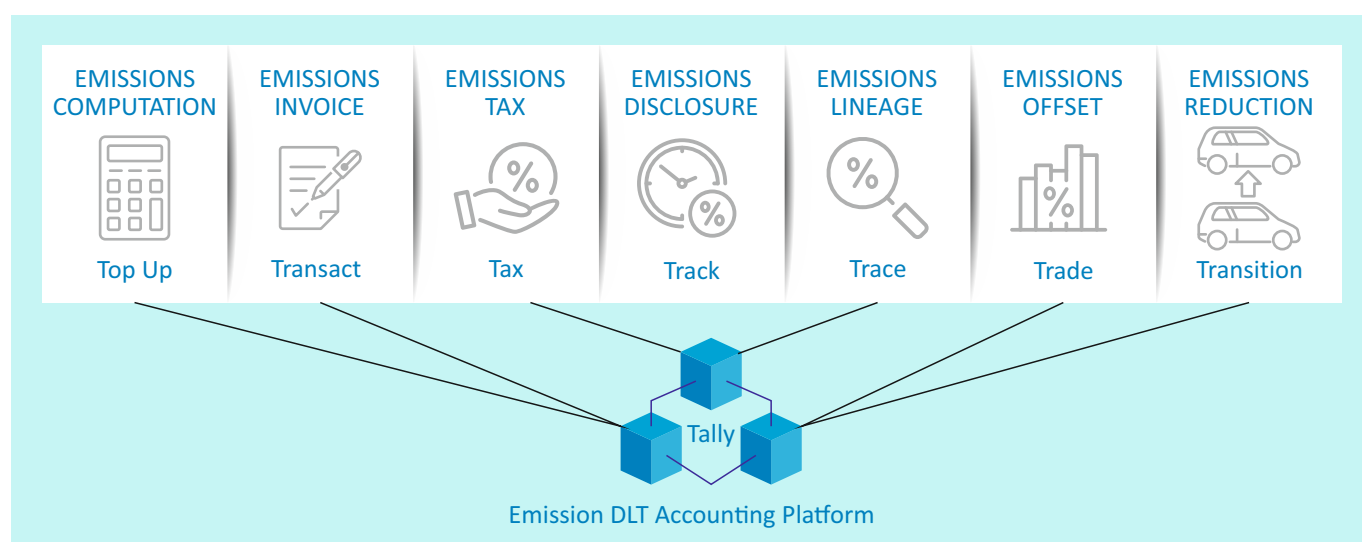 EMISSIONS
COMPUTATION
Top Up
EMISSIONS
INVOICE
Transact
EMISSIONS
TAX
%
Tax
EMISSIONS
DISCLOSURE
%
Track
EMISSIONS
LINEAGE
%
Trace
EMISSIONS
OFFSET
%
Trade
EMISSIONS
REDUCTION
Transition
Tally
Emission DLT Accounting Platform